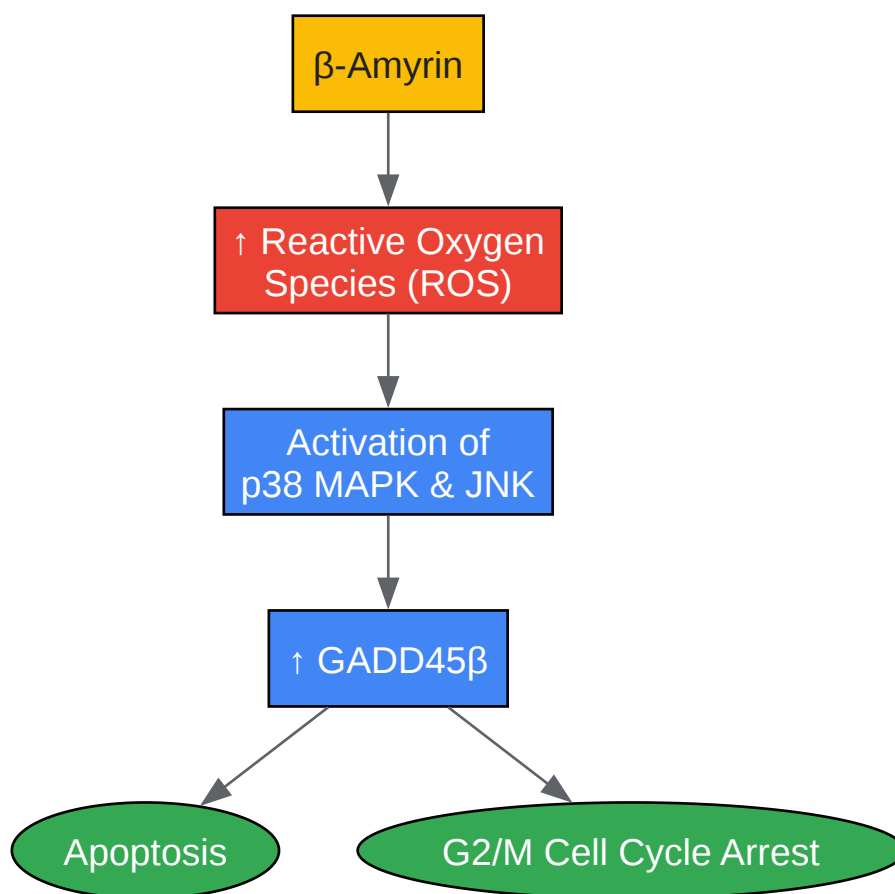 β-Amyrin
↑ Reactive Oxygen
Species (ROS)
Activation of
p38 MAPK & JNK
↑ GADD45β
Apoptosis
G2/M Cell Cycle Arrest